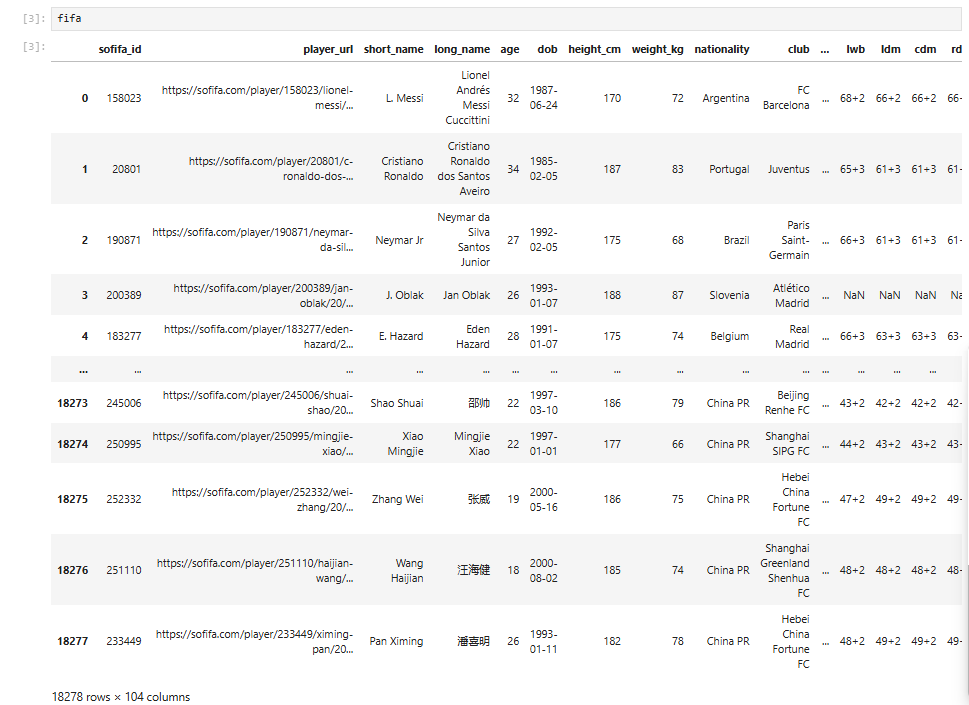 [3]: fifa
[3]:
sofifa_id player_url short_name long_name age dob height_cm weight_kg nationality club ... lwb ldm cdm rd
Lionel
https://sofifa.com/player/158023/lionel- Andrés 1987- FC
0 158023 L. Messi 32 170 72 Argentina ... 68+2 66+2 66+2 66-
messi/... Messi 06-24 Barcelona
Cuccittini
Cristiano
https://sofifa.com/player/20801/c- Cristiano Ronaldo 1985-
1 20801 34 187 83 Portugal Juventus ... 65+3 61+3 61+3 61-
ronaldo-dos-... Ronaldo dos Santos 02-05
Aveiro
Neymar da
https://sofifa.com/player/190871/neymar- Silva 1992- Paris
2 190871 Neymar Jr 27 175 68 Brazil Saint- ... 66+3 61+3 61+3 61-
da-sil... Santos 02-05 Germain
Junior
https://sofifa.com/player/200389/jan- 1993- Atlético
3 200389 J. Oblak Jan Oblak 26 188 87 Slovenia ... NaN NaN NaN Na
oblak/20/... 01-07 Madrid
https://sofifa.com/player/183277/eden- Eden 1991- Real
4 183277 E. Hazard 28 175 74 Belgium ... 66+3 63+3 63+3 63-
hazard/2... Hazard 01-07 Madrid
... ... ... ... ... ... ... ... ... ... ... ... ... ... ...
https://sofifa.com/player/245006/shuai- 1997- Beijing
18273 245006 Shao Shuai 邵帅 22 186 79 China PR ... 43+2 42+2 42+2 42-
shao/20... 03-10 Renhe FC
https://sofifa.com/player/250995/mingjie- Xiao Mingjie 1997- Shanghai
18274 250995 22 177 66 China PR ... 44+2 43+2 43+2 43-
xiao/... Mingjie Xiao 01-01 SIPG FC
Hebei
https://sofifa.com/player/252332/wei- 2000- China
18275 252332 Zhang Wei 张威 19 186 75 China PR ... 47+2 49+2 49+2 49-
zhang/20/... 05-16 Fortune
FC
Shanghai
https://sofifa.com/player/251110/haijian- Wang 2000- Greenland
18276 251110 汪海健 18 185 74 China PR ... 48+2 48+2 48+2 48-
wang/... Haijian 08-02 Shenhua
FC
Hebei
https://sofifa.com/player/233449/ximing- 1993- China
18277 233449 Pan Ximing 潘喜明 26 182 78 China PR ... 48+2 49+2 49+2 49-
pan/20... 01-11 Fortune
FC
18278 rows × 104 columns